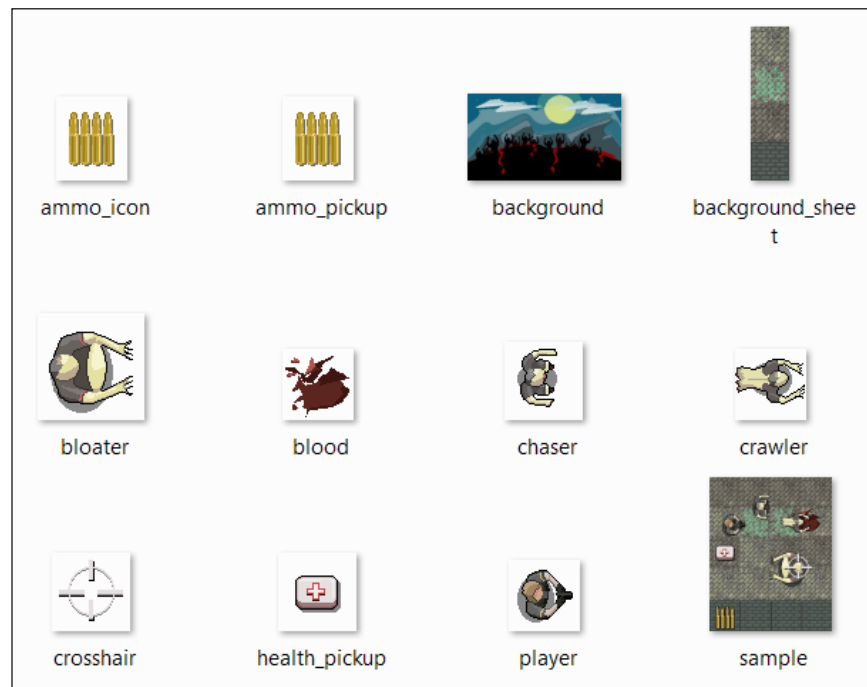 ammo_icon
ammo_pickup
background
background_shee
t
bloater
blood
chaser
crawler
crosshair
health_pickup
player
sample